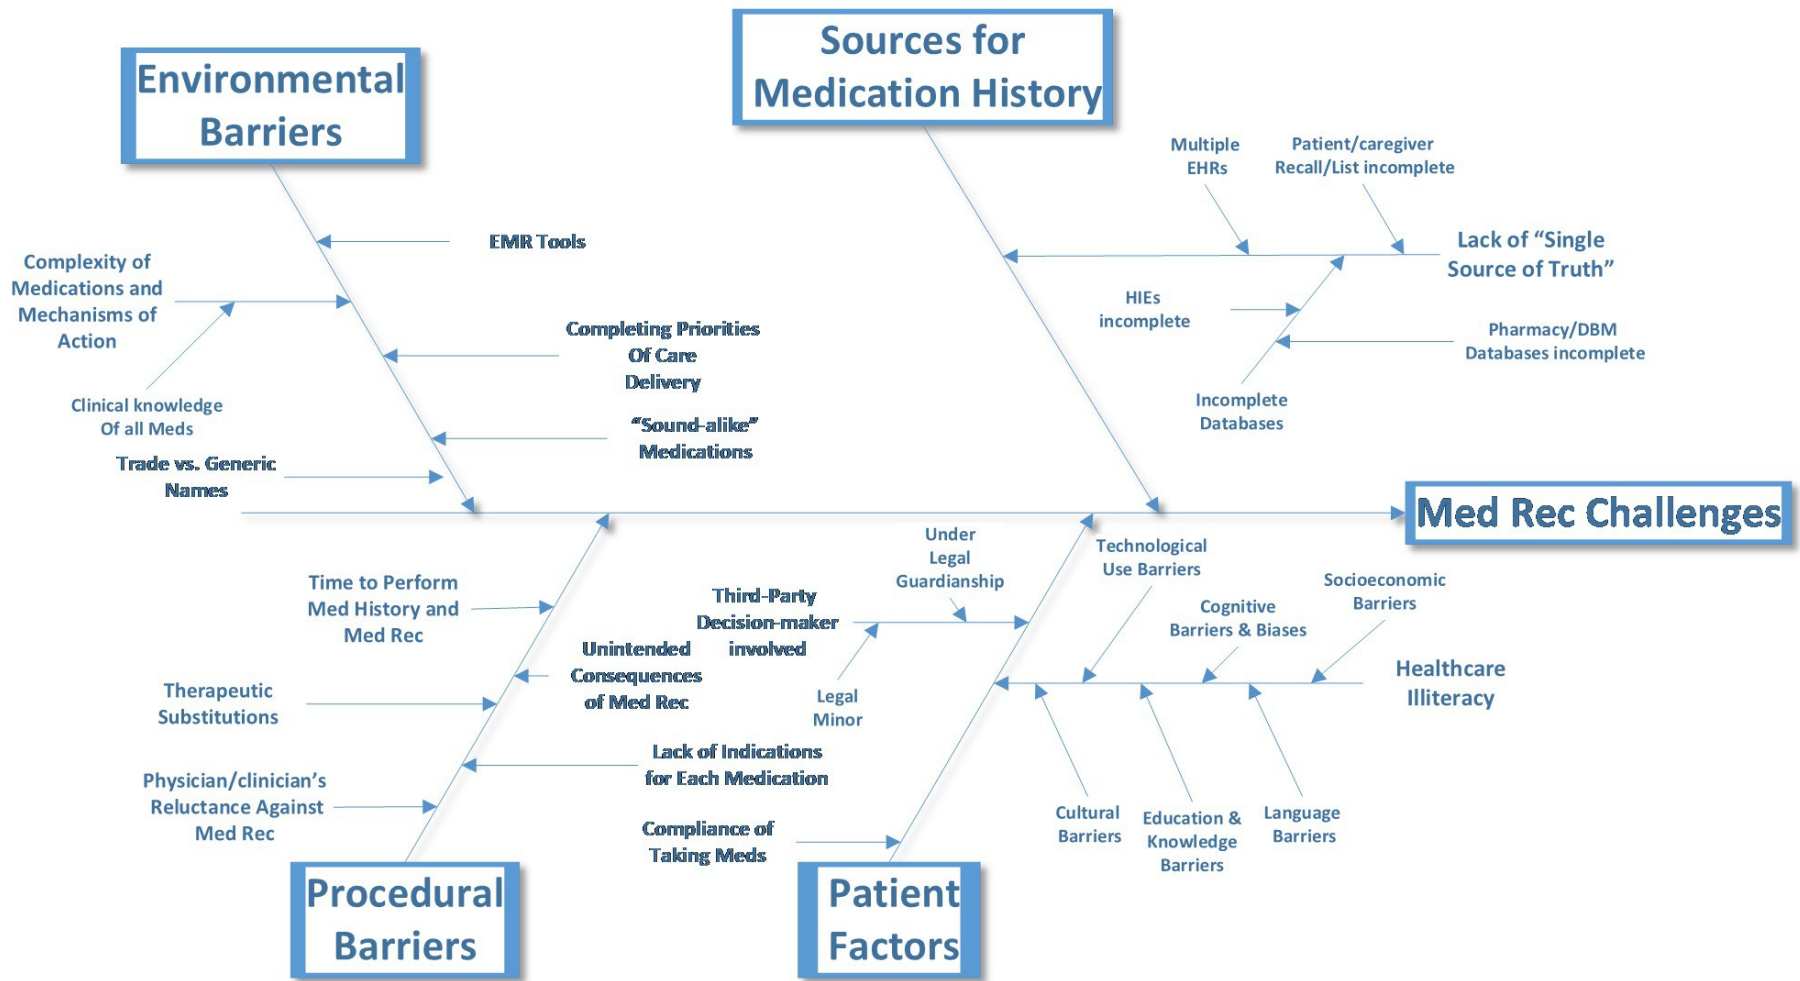 Environmental
Barriers
Sources for
Medication History
Multiple
EHRs
Patient/caregiver
Recall/List incomplete
Lack of “Single
Source of Truth”
HIEs
incomplete
Pharmacy/DBM
Databases incomplete
Incomplete
Databases
EMR Tools
Complexity of
Medications and
Mechanisms of
Action
Completing Priorities
Of Care
Delivery
Clinical knowledge
Of all Meds
“Sound-alike”
Medications
Trade vs. Generic
Names
Med Rec Challenges
Time to Perform
Med History and
Med Rec
Unintended
Consequences
of Med Rec
Therapeutic
Substitutions
Lack of Indications
for Each Medication
Physician/clinician’s
Reluctance Against
Med Rec
Procedural
Barriers
Under
Legal
Guardianship
Third-Party
Decision-maker
involved
Legal
Minor
Technological
Use Barriers
Cognitive
Barriers & Biases
Socioeconomic
Barriers
Healthcare
Illiteracy
Cultural
Barriers
Education &
Knowledge
Barriers
Language
Barriers
Compliance of
Taking Meds
Patient
Factors